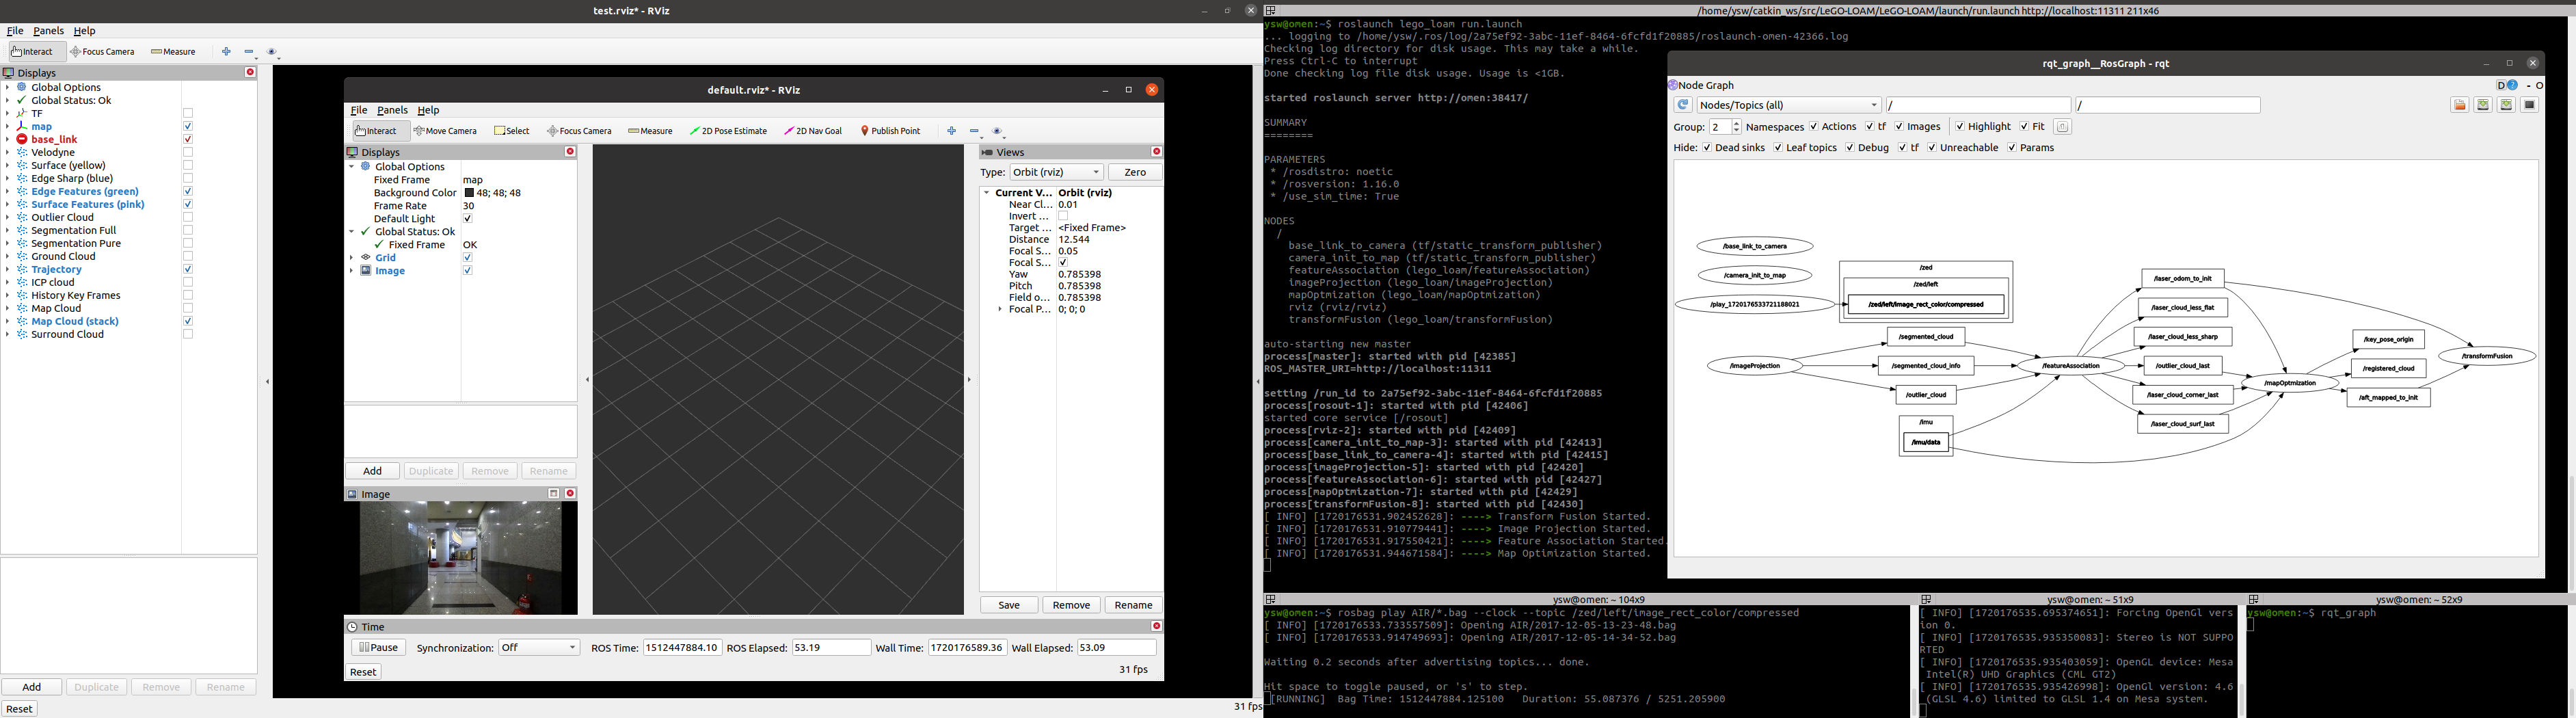 test.rviz* - RViz
File Panels Help
Interact Focus Camera Measure
Displays
Global Options
Global Status: Ok
TF
map
base_link
Velodyne
Surface (yellow)
Edge Sharp (blue)
Edge Features (green)
Surface Features (pink)
Outlier Cloud
Segmentation Full
Segmentation Pure
Ground Cloud
Trajectory
ICP cloud
History Key Frames
Map Cloud
Map Cloud (stack)
Surround Cloud
Add Duplicate Remove Rename
Reset
31 fps
default.rviz* - RViz
File Panels Help
Interact Move Camera Select Focus Camera Measure 2D Pose Estimate 2D Nav Goal Publish Point
Displays
Global Options
Fixed Frame map
Background Color 48; 48; 48
Frame Rate 30
Default Light
Global Status: Ok
Fixed Frame OK
Grid
Image
Add Duplicate Remove Rename
Image
Views
Type: Orbit (rviz) Zero
Current V... Orbit (rviz)
Near Cl... 0.01
Invert ...
Target ... <Fixed Frame>
Distance 12.544
Focal S... 0.05
Focal S...
Yaw 0.785398
Pitch 0.785398
Field o... 0.785398
Focal P... 0; 0; 0
Save Remove Rename
Time
Pause Synchronization: Off ROS Time: 1512447884.10 ROS Elapsed: 53.19 Wall Time: 1720176589.36 Wall Elapsed: 53.09
Reset 31 fps
/home/ysw/catkin_ws/src/LeGO-LOAM/LeGO-LOAM/launch/run.launch http://localhost:11311 211x46
ysw@omen:~$ roslaunch lego_loam run.launch
... logging to /home/ysw/.ros/log/2a75ef92-3abc-11ef-8464-6fcfd1f20885/roslaunch-omen-42366.log
Checking log directory for disk usage. This may take a while.
Press Ctrl-C to interrupt
Done checking log file disk usage. Usage is <1GB.
started roslaunch server http://omen:38417/
SUMMARY
========
PARAMETERS
* /rosdistro: noetic
* /rosversion: 1.16.0
* /use_sim_time: True
NODES
/
base_link_to_camera (tf/static_transform_publisher)
camera_init_to_map (tf/static_transform_publisher)
featureAssociation (lego_loam/featureAssociation)
imageProjection (lego_loam/imageProjection)
mapOptmization (lego_loam/mapOptmization)
rviz (rviz/rviz)
transformFusion (lego_loam/transformFusion)
auto-starting new master
process[master]: started with pid [42385]
ROS_MASTER_URI=http://localhost:11311
setting /run_id to 2a75ef92-3abc-11ef-8464-6fcfd1f20885
process[rosout-1]: started with pid [42406]
started core service [/rosout]
process[rviz-2]: started with pid [42409]
process[camera_init_to_map-3]: started with pid [42413]
process[base_link_to_camera-4]: started with pid [42415]
process[imageProjection-5]: started with pid [42420]
process[featureAssociation-6]: started with pid [42427]
process[mapOptmization-7]: started with pid [42429]
process[transformFusion-8]: started with pid [42430]
[ INFO] [1720176531.902452628]: ----> Transform Fusion Started.
[ INFO] [1720176531.910779441]: ----> Image Projection Started.
[ INFO] [1720176531.917550421]: ----> Feature Association Started.
[ INFO] [1720176531.944671584]: ----> Map Optimization Started.
rqt_graph__RosGraph - rqt
Node Graph D - O
Nodes/Topics (all) / /
Group: 2 Namespaces Actions tf Images Highlight Fit
Hide: Dead sinks Leaf topics Debug tf Unreachable Params
/base_link_to_camera
/camera_init_to_map
/play_1720176533721188021
/zed
/zed/left
/zed/left/image_rect_color/compressed
/imageProjection
/segmented_cloud
/segmented_cloud_info
/outlier_cloud
/imu
/imu/data
/featureAssociation
/laser_odom_to_init
/laser_cloud_less_flat
/laser_cloud_less_sharp
/outlier_cloud_last
/laser_cloud_corner_last
/laser_cloud_surf_last
/mapOptmization
/key_pose_origin
/registered_cloud
/aft_mapped_to_init
/transformFusion
ysw@omen: ~ 104x9
ysw@omen:~$ rosbag play AIR/*.bag --clock --topic /zed/left/image_rect_color/compressed
[ INFO] [1720176533.733557509]: Opening AIR/2017-12-05-13-23-48.bag
[ INFO] [1720176533.914749693]: Opening AIR/2017-12-05-14-34-52.bag
Waiting 0.2 seconds after advertising topics... done.
Hit space to toggle paused, or 's' to step.
[RUNNING] Bag Time: 1512447884.125100 Duration: 55.087376 / 5251.205900
ysw@omen: ~ 51x9
[ INFO] [1720176535.695374651]: Forcing OpenGl vers
ion 0.
[ INFO] [1720176535.935350083]: Stereo is NOT SUPPO
RTED
[ INFO] [1720176535.935403059]: OpenGL device: Mesa
Intel(R) UHD Graphics (CML GT2)
[ INFO] [1720176535.935426998]: OpenGl version: 4.6
(GLSL 4.6) limited to GLSL 1.4 on Mesa system.
ysw@omen: ~ 52x9
ysw@omen:~$ rqt_graph